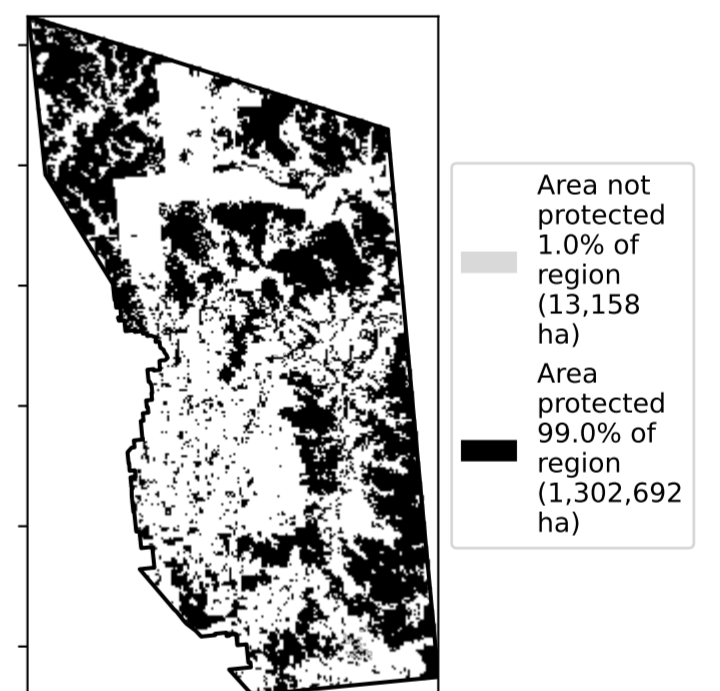 Area not
protected
1.0% of
region
(13,158
ha)
Area
protected
99.0% of
region
(1,302,692
ha)